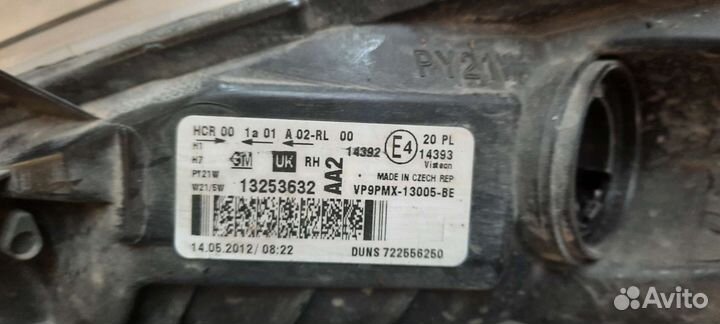 PY21W
HCR 00 1a 01 A 02-RL 00
H1
H7
PY21W
W21/5W
GM UK RH
13253632
AA2
14392 E4 20 PL
14393
Visteon
MADE IN CZECH REP.
VP9PMX-13005-BE
14.05.2012/08:22
DUNS 722556250
Avito